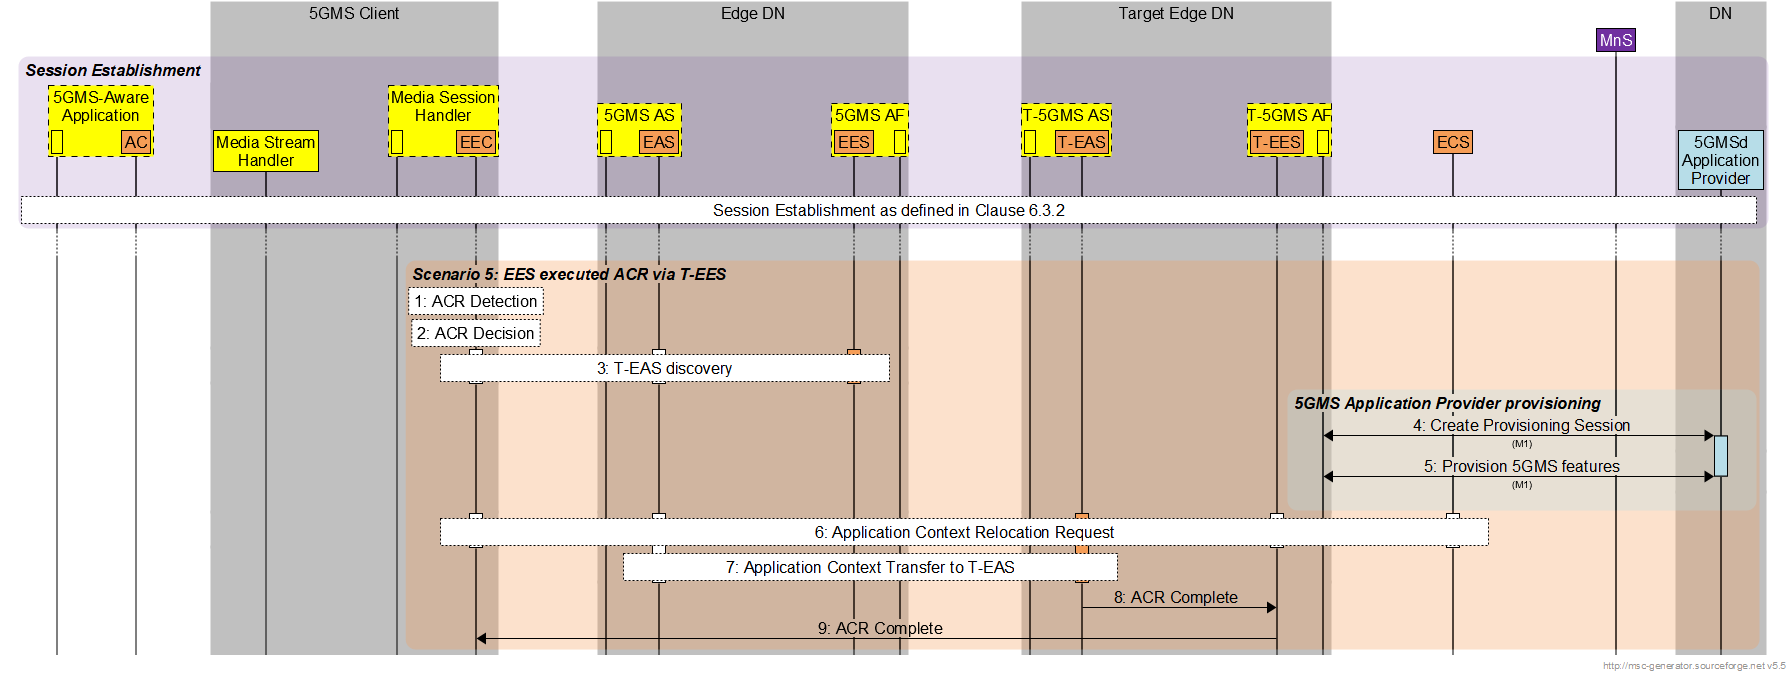 5GMS Client
Edge DN
Target Edge DN
DN
MnS
Session Establishment
5GMS-Aware
Application
AC
Media Stream
Handler
Media Session
Handler
EEC
5GMS AS
EAS
5GMS AF
EES
T-5GMS AS
T-EAS
T-5GMS AF
T-EES
ECS
5GMSd
Application
Provider
Session Establishment as defined in Clause 6.3.2
Scenario 5: EES executed ACR via T-EES
1: ACR Detection
2: ACR Decision
3: T-EAS discovery
5GMS Application Provider provisioning
4: Create Provisioning Session
(M1)
5: Provision 5GMS features
(M1)
6: Application Context Relocation Request
7: Application Context Transfer to T-EAS
8: ACR Complete
9: ACR Complete
http://msc-generator.sourceforge.net v5.5